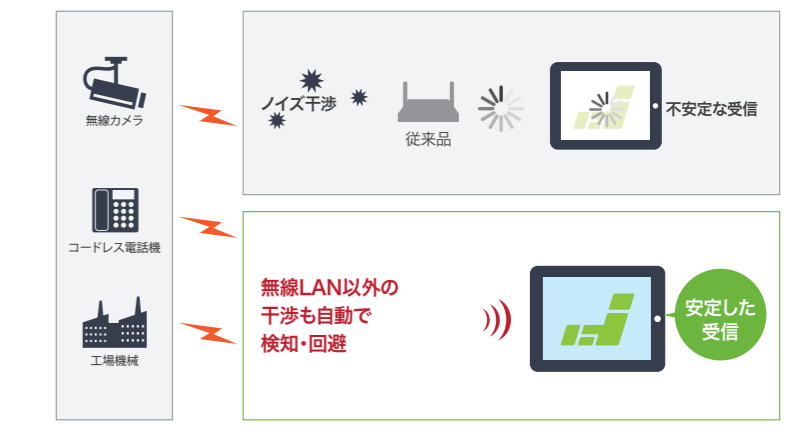 無線カメラ
コードレス電話機
工場機械
ノイズ干渉
従来品
不安定な受信
無線LAN以外の
干渉も自動で
検知・回避
安定した
受信